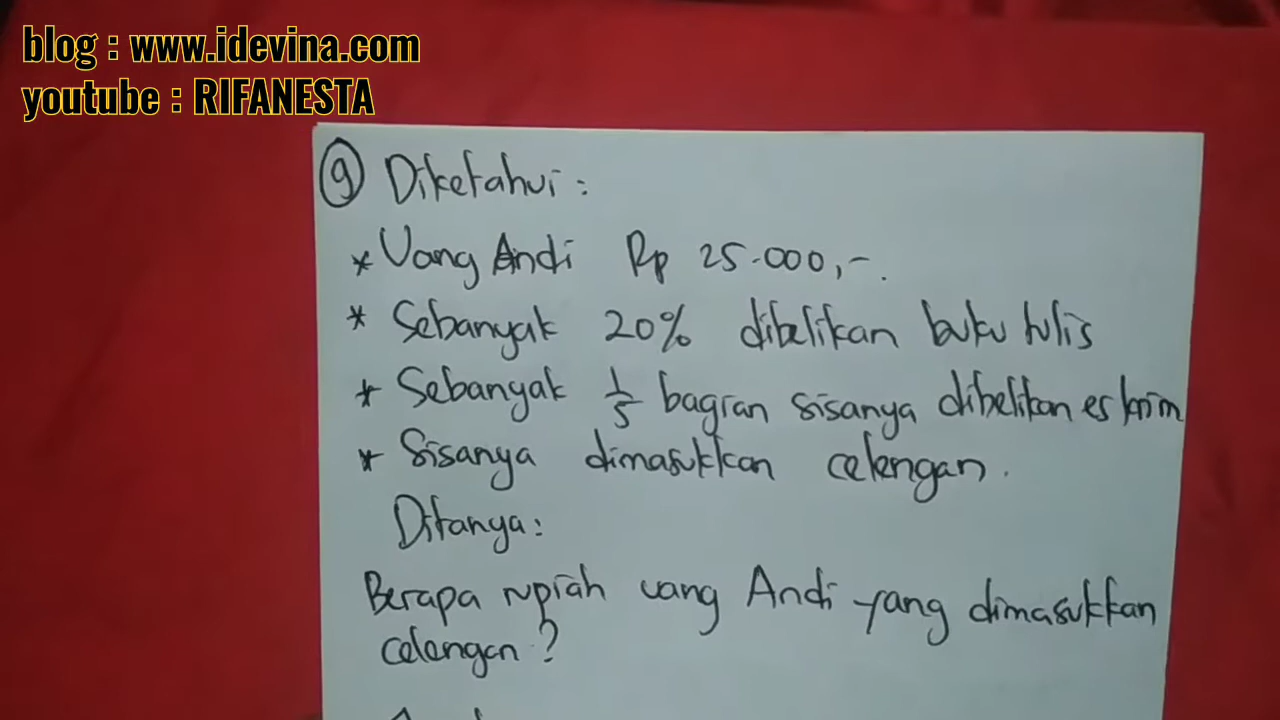 blog : www.idevina.com
youtube : RIFANESTA
9 Diketahui :
* Uang Andi Rp 25.000,-.
* Sebanyak 20% dibelikan buku tulis
* Sebanyak 1/5 bagian sisanya dibelikan es krim
* Sisanya dimasukkan celengan.
Ditanya:
Berapa rupiah uang Andi yang dimasukkan
celengan ?